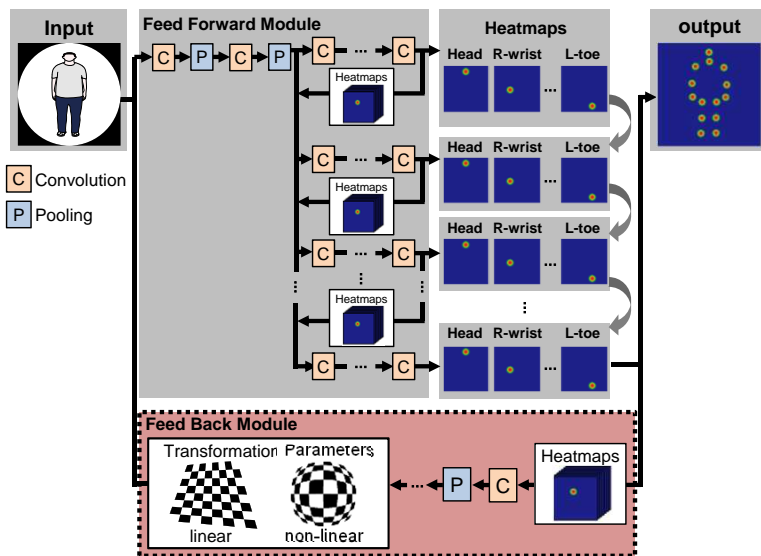 Input
Feed Forward Module
Heatmaps
output
C P C P
C ... C
Heatmaps
Head R-wrist L-toe
...
C Convolution
P Pooling
C ... C
Heatmaps
Head R-wrist L-toe
...
C ... C
Heatmaps
Head R-wrist L-toe
...
...
...
...
C ... C
Head R-wrist L-toe
...
Feed Back Module
Transformation Parameters
linear
non-linear
... P C
Heatmaps